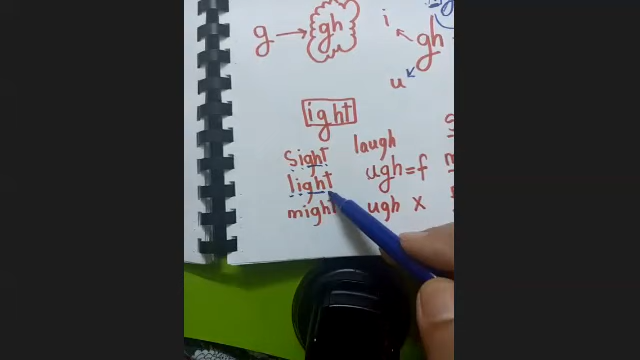 g → gh
i
gh
u
ight
sight
light
might
laugh
ugh = f
ugh x